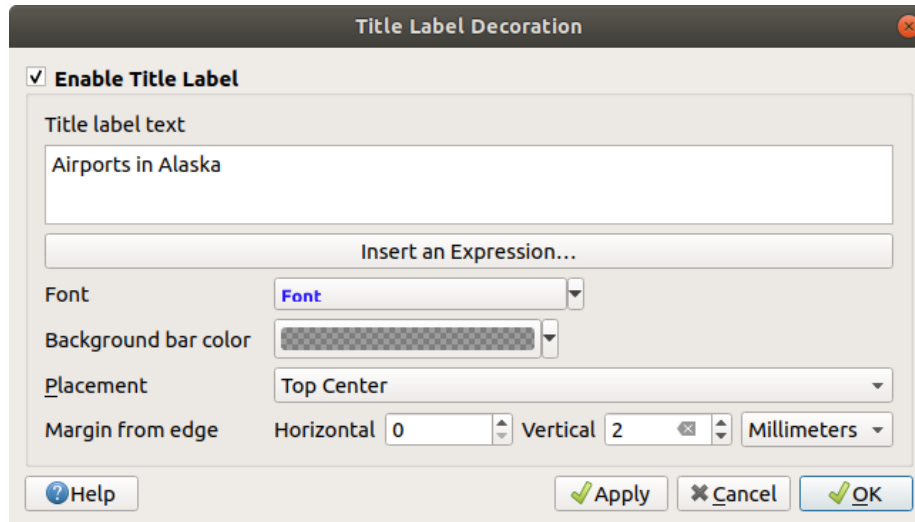 Title Label Decoration
Enable Title Label
Title label text
Airports in Alaska
Insert an Expression...
Font Font
Background bar color
Placement Top Center
Margin from edge Horizontal 0 Vertical 2 Millimeters
Help Apply Cancel OK